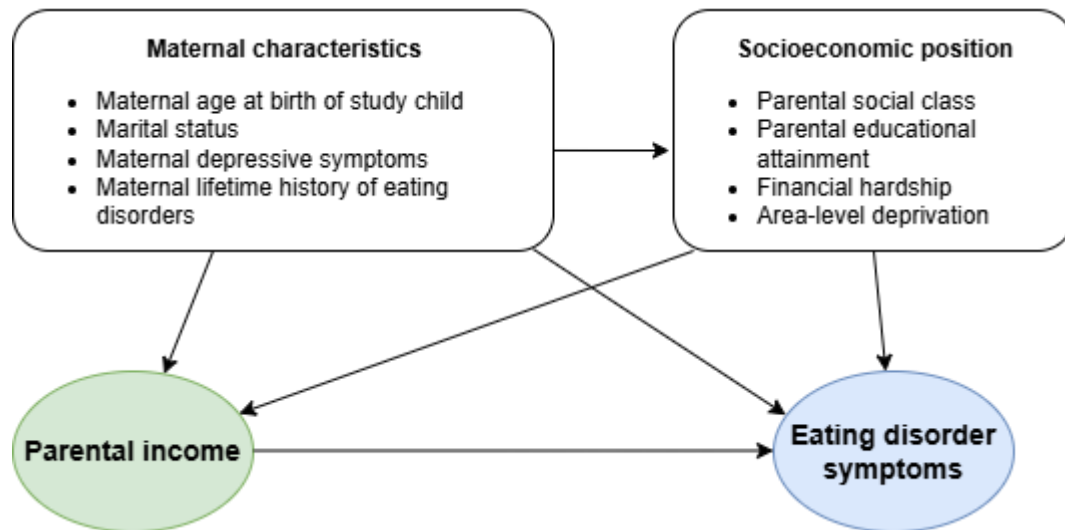 Maternal characteristics
• Maternal age at birth of study child
• Marital status
• Maternal depressive symptoms
• Maternal lifetime history of eating
disorders
Socioeconomic position
• Parental social class
• Parental educational
attainment
• Financial hardship
• Area-level deprivation
Parental income
Eating disorder
symptoms